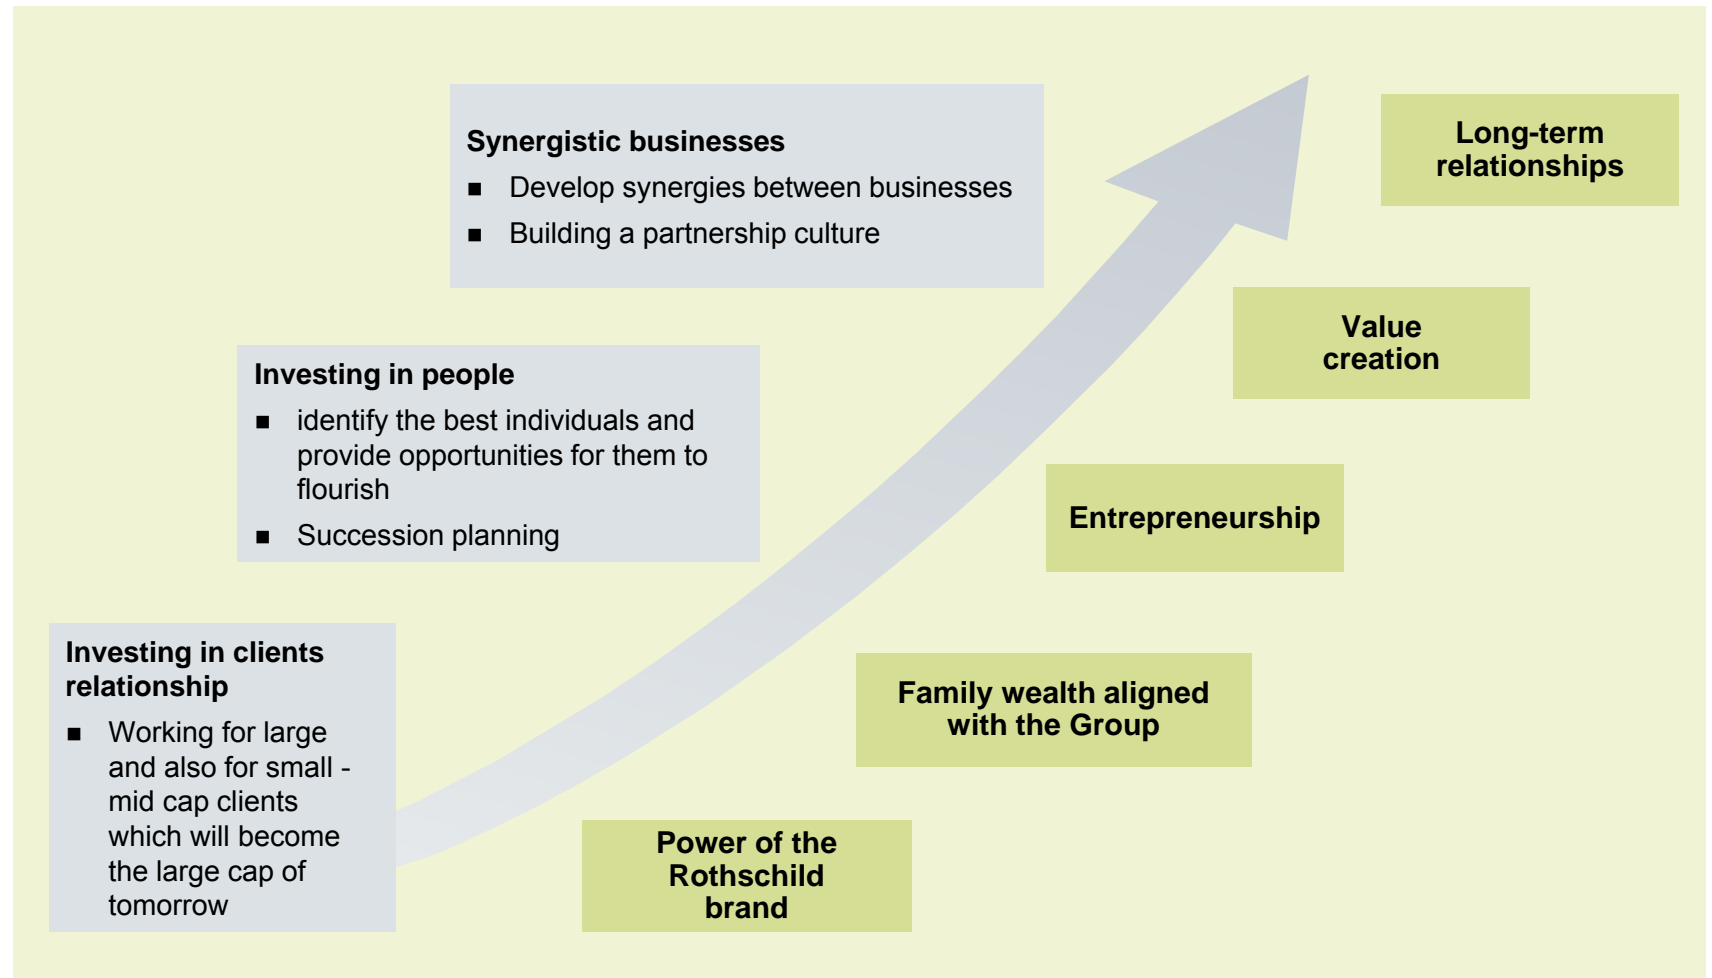 Synergistic businesses
■ Develop synergies between businesses
■ Building a partnership culture
Long-term
relationships
Value
creation
Investing in people
■ identify the best individuals and
provide opportunities for them to
flourish
■ Succession planning
Entrepreneurship
Investing in clients
relationship
■ Working for large
and also for small -
mid cap clients
which will become
the large cap of
tomorrow
Family wealth aligned
with the Group
Power of the
Rothschild
brand